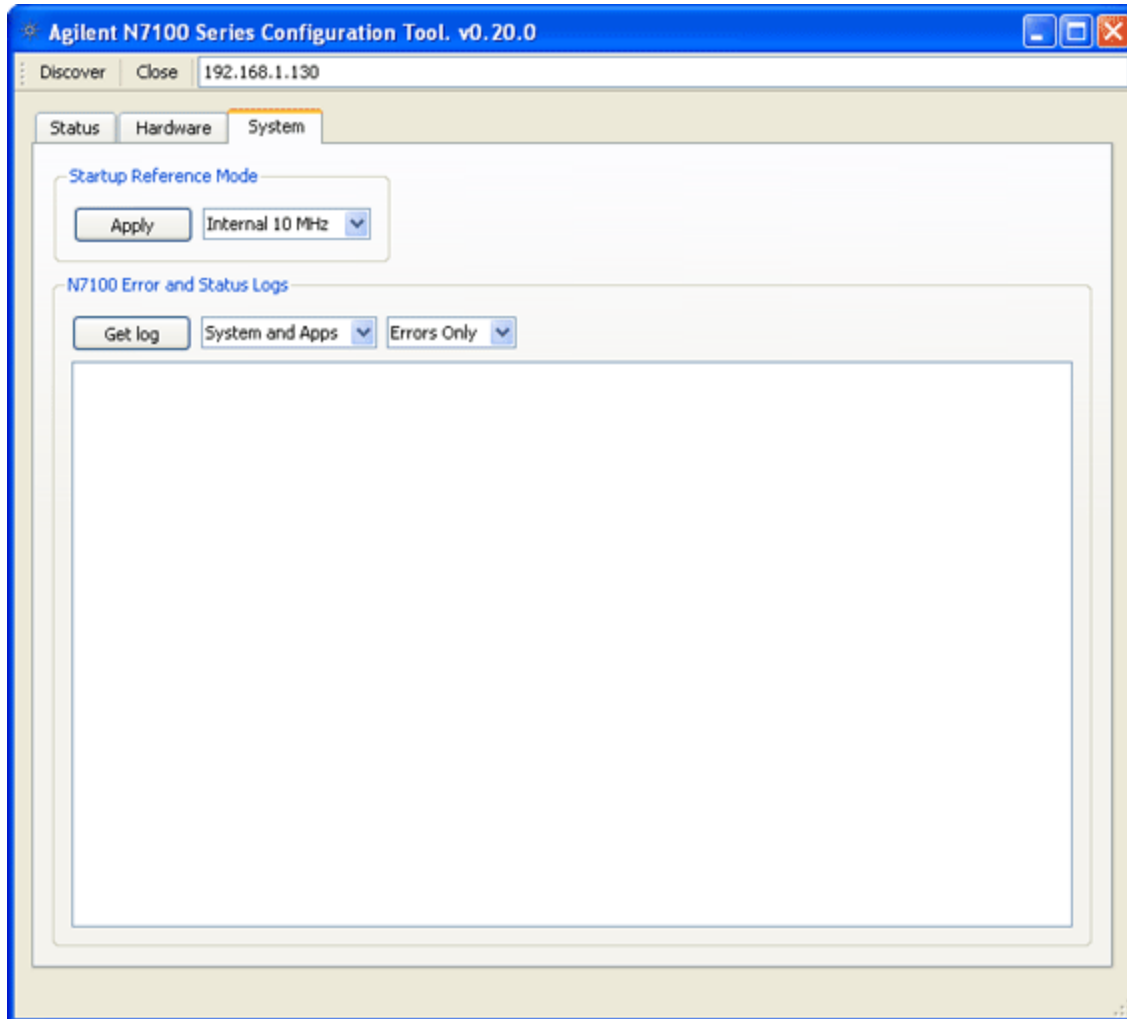 Agilent N7100 Series Configuration Tool. v0.20.0
Discover Close 192.168.1.130
Status Hardware System
Startup Reference Mode
Apply Internal 10 MHz
N7100 Error and Status Logs
Get log System and Apps Errors Only